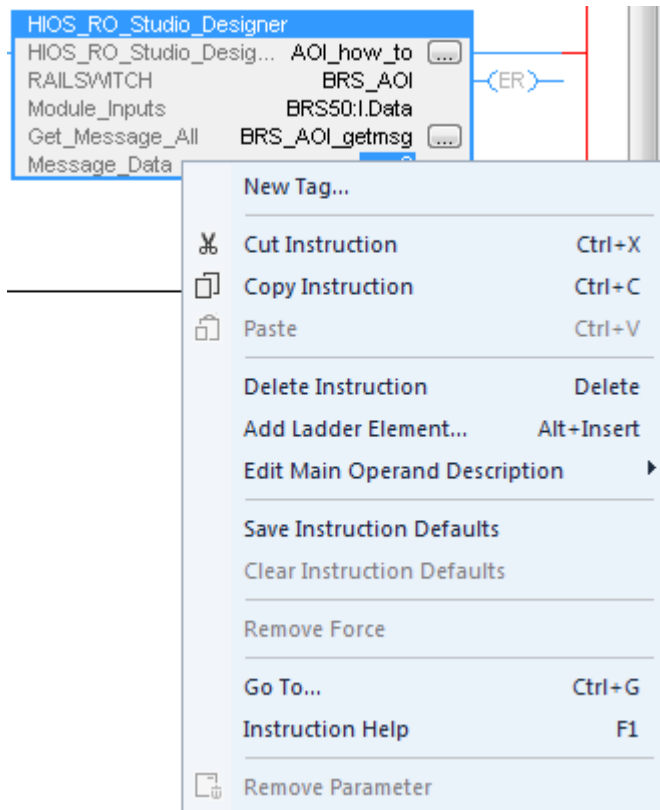 HIOS_RO_Studio_Designer
HIOS_RO_Studio_Desig... AOI_how_to ...
RAILSWITCH BRS_AOI (ER)
Module_Inputs BRS50:I.Data
Get_Message_All BRS_AOI_getmsg ...
Message_Data
New Tag...
Cut Instruction Ctrl+X
Copy Instruction Ctrl+C
Paste Ctrl+V
Delete Instruction Delete
Add Ladder Element... Alt+Insert
Edit Main Operand Description
Save Instruction Defaults
Clear Instruction Defaults
Remove Force
Go To... Ctrl+G
Instruction Help F1
Remove Parameter